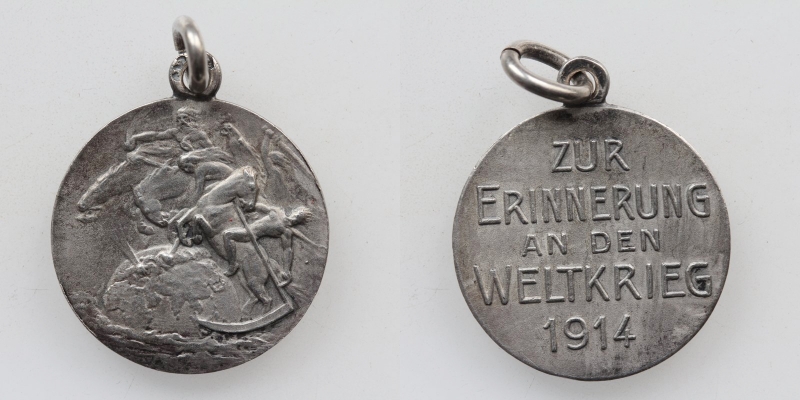 ZUR
ERINNERUNG
AN DEN
WELTKRIEG
1914